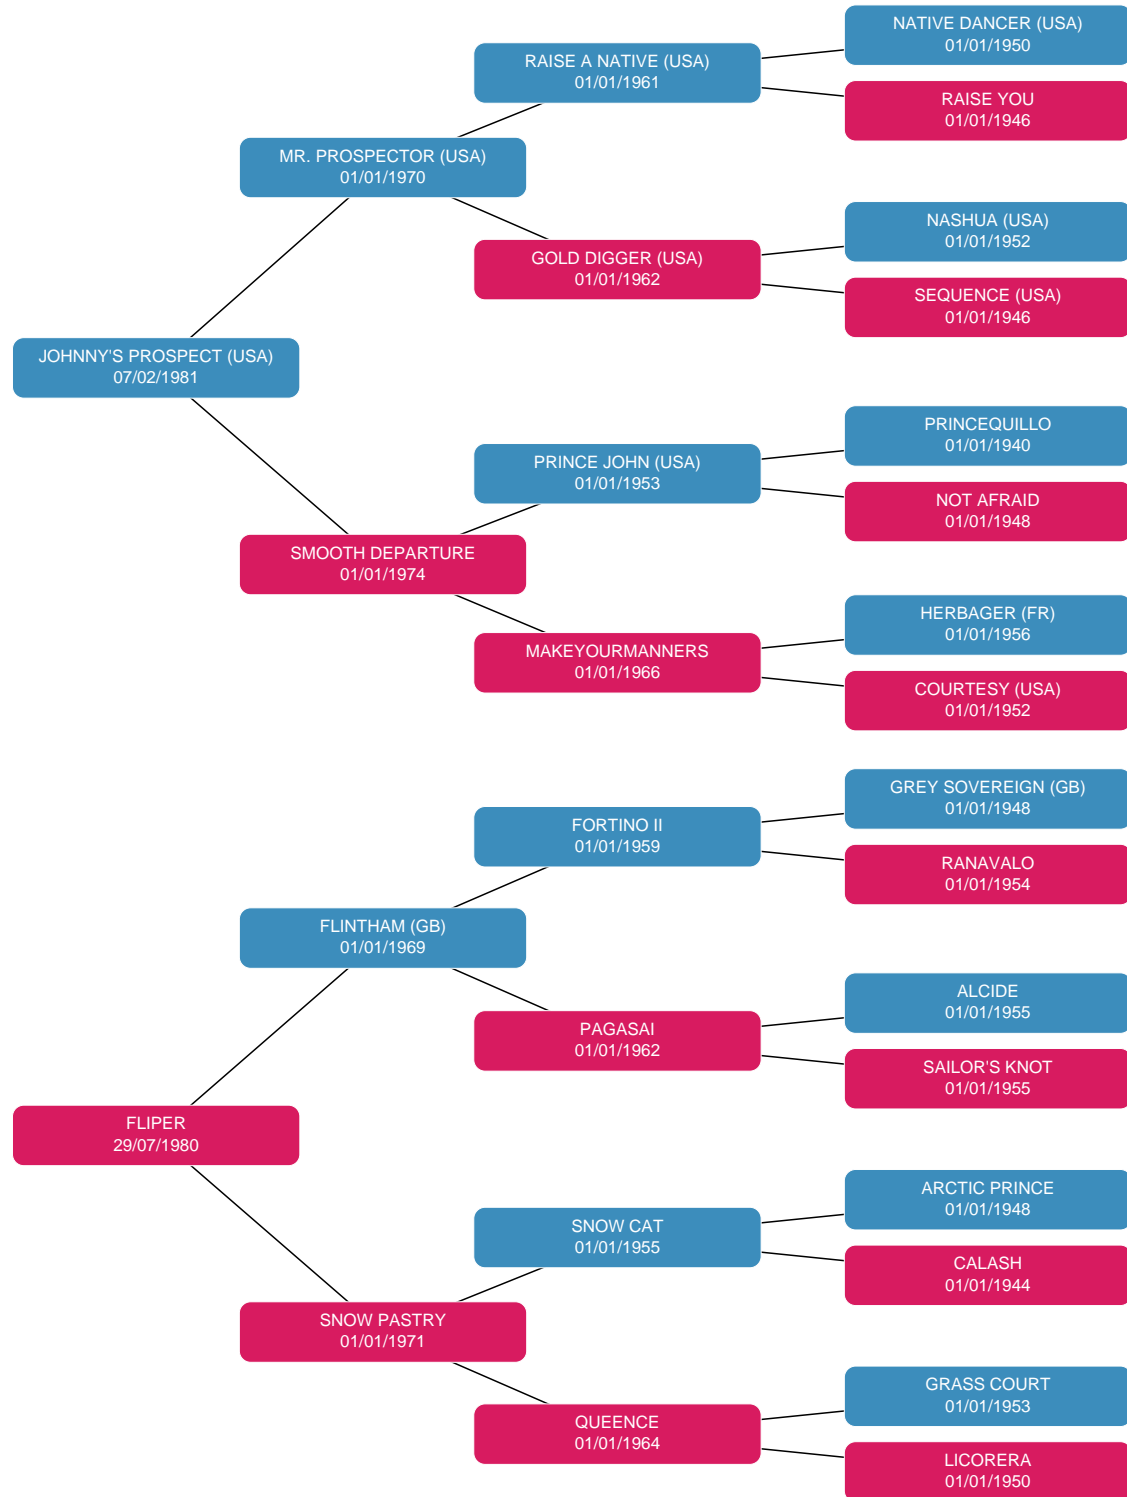 NATIVE DANCER (USA)
01/01/1950
RAISE A NATIVE (USA)
01/01/1961
RAISE YOU
01/01/1946
MR. PROSPECTOR (USA)
01/01/1970
NASHUA (USA)
01/01/1952
GOLD DIGGER (USA)
01/01/1962
SEQUENCE (USA)
01/01/1946
JOHNNY'S PROSPECT (USA)
07/02/1981
PRINCEQUILLO
01/01/1940
PRINCE JOHN (USA)
01/01/1953
NOT AFRAID
01/01/1948
SMOOTH DEPARTURE
01/01/1974
HERBAGER (FR)
01/01/1956
MAKEYOURMANNERS
01/01/1966
COURTESY (USA)
01/01/1952
GREY SOVEREIGN (GB)
01/01/1948
FORTINO II
01/01/1959
RANAVALO
01/01/1954
FLINTHAM (GB)
01/01/1969
ALCIDE
01/01/1955
PAGASAI
01/01/1962
SAILOR'S KNOT
01/01/1955
FLIPER
29/07/1980
ARCTIC PRINCE
01/01/1948
SNOW CAT
01/01/1955
CALASH
01/01/1944
SNOW PASTRY
01/01/1971
GRASS COURT
01/01/1953
QUEENCE
01/01/1964
LICORERA
01/01/1950